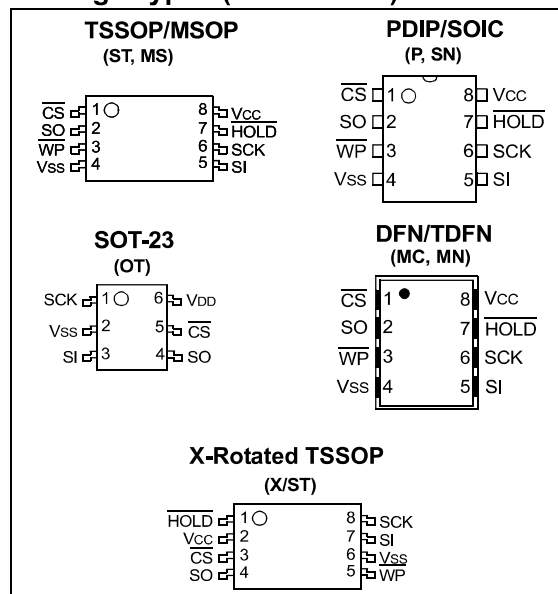 TSSOP/MSOP
(ST, MS)
CS 1 8 VCC
SO 2 7 HOLD
WP 3 6 SCK
VSS 4 5 SI
PDIP/SOIC
(P, SN)
CS 1 8 VCC
SO 2 7 HOLD
WP 3 6 SCK
VSS 4 5 SI
SOT-23
(OT)
SCK 1 6 VDD
VSS 2 5 CS
SI 3 4 SO
DFN/TDFN
(MC, MN)
CS 1 8 VCC
SO 2 7 HOLD
WP 3 6 SCK
VSS 4 5 SI
X-Rotated TSSOP
(X/ST)
HOLD 1 8 SCK
VCC 2 7 SI
CS 3 6 VSS
SO 4 5 WP